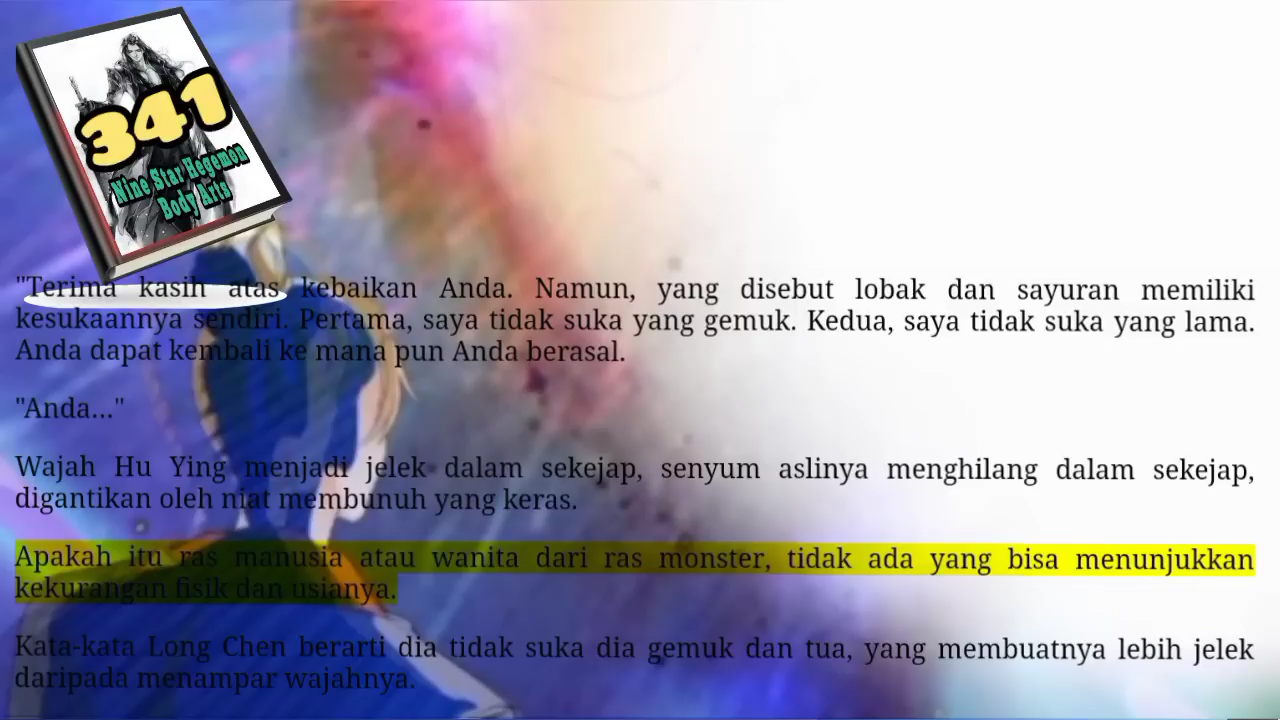 341
Nine Star Hegemon
Body Arts
"Terima kasih atas kebaikan Anda. Namun, yang disebut lobak dan sayuran memiliki
kesukaannya sendiri. Pertama, saya tidak suka yang gemuk. Kedua, saya tidak suka yang lama.
Anda dapat kembali ke mana pun Anda berasal.
"Anda..."
Wajah Hu Ying menjadi jelek dalam sekejap, senyum aslinya menghilang dalam sekejap,
digantikan oleh niat membunuh yang keras.
Apakah itu ras manusia atau wanita dari ras monster, tidak ada yang bisa menunjukkan
kekurangan fisik dan usianya.
Kata-kata Long Chen berarti dia tidak suka dia gemuk dan tua, yang membuatnya lebih jelek
daripada menampar wajahnya.